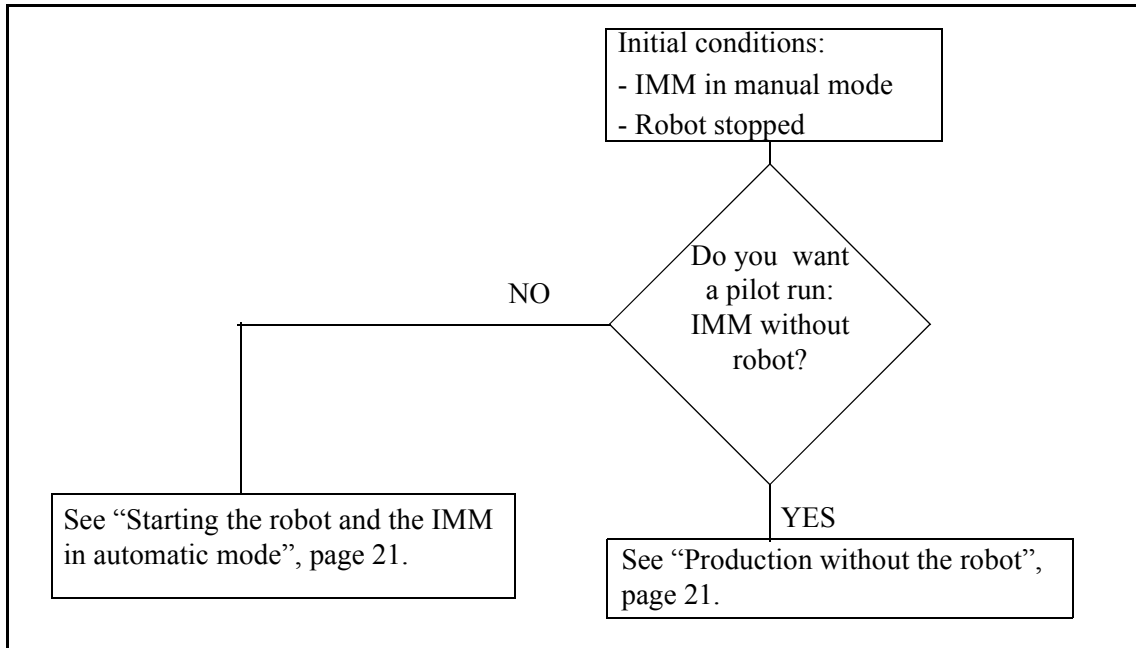 Initial conditions:
- IMM in manual mode
- Robot stopped
Do you want
a pilot run:
IMM without
robot?
NO
YES
See “Starting the robot and the IMM
in automatic mode”, page 21.
See “Production without the robot”,
page 21.